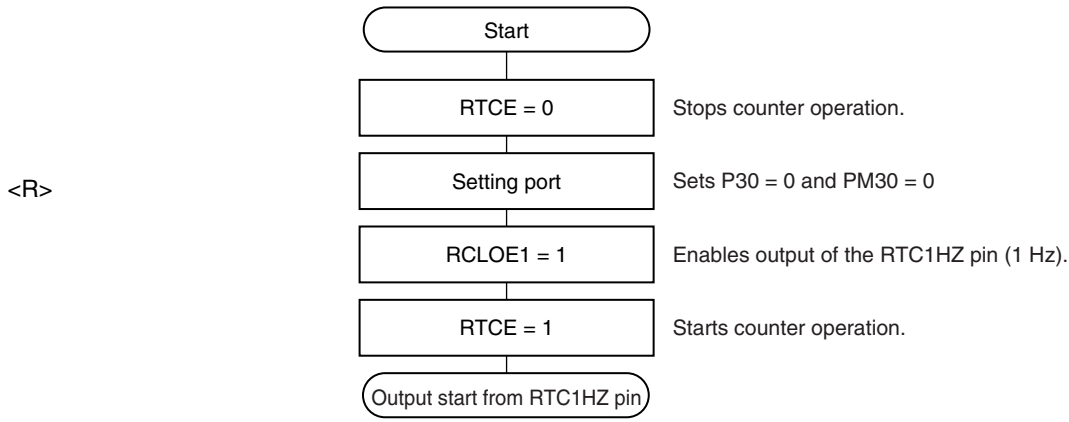 Start
RTCE = 0
Stops counter operation.
<R>
Setting port
Sets P30 = 0 and PM30 = 0
RCLOE1 = 1
Enables output of the RTC1HZ pin (1 Hz).
RTCE = 1
Starts counter operation.
Output start from RTC1HZ pin